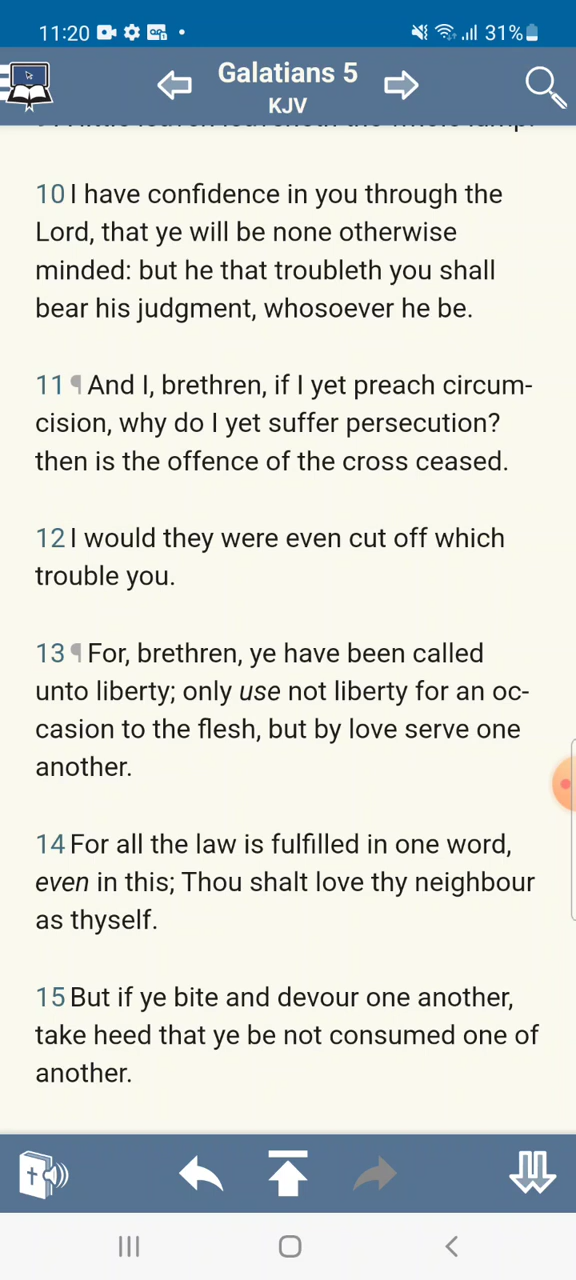 11:20
31%
Galatians 5
KJV
10 I have confidence in you through the
Lord, that ye will be none otherwise
minded: but he that troubleth you shall
bear his judgment, whosoever he be.
11 ¶ And I, brethren, if I yet preach circum-
cision, why do I yet suffer persecution?
then is the offence of the cross ceased.
12 I would they were even cut off which
trouble you.
13 ¶ For, brethren, ye have been called
unto liberty; only use not liberty for an oc-
casion to the flesh, but by love serve one
another.
14 For all the law is fulfilled in one word,
even in this; Thou shalt love thy neighbour
as thyself.
15 But if ye bite and devour one another,
take heed that ye be not consumed one of
another.